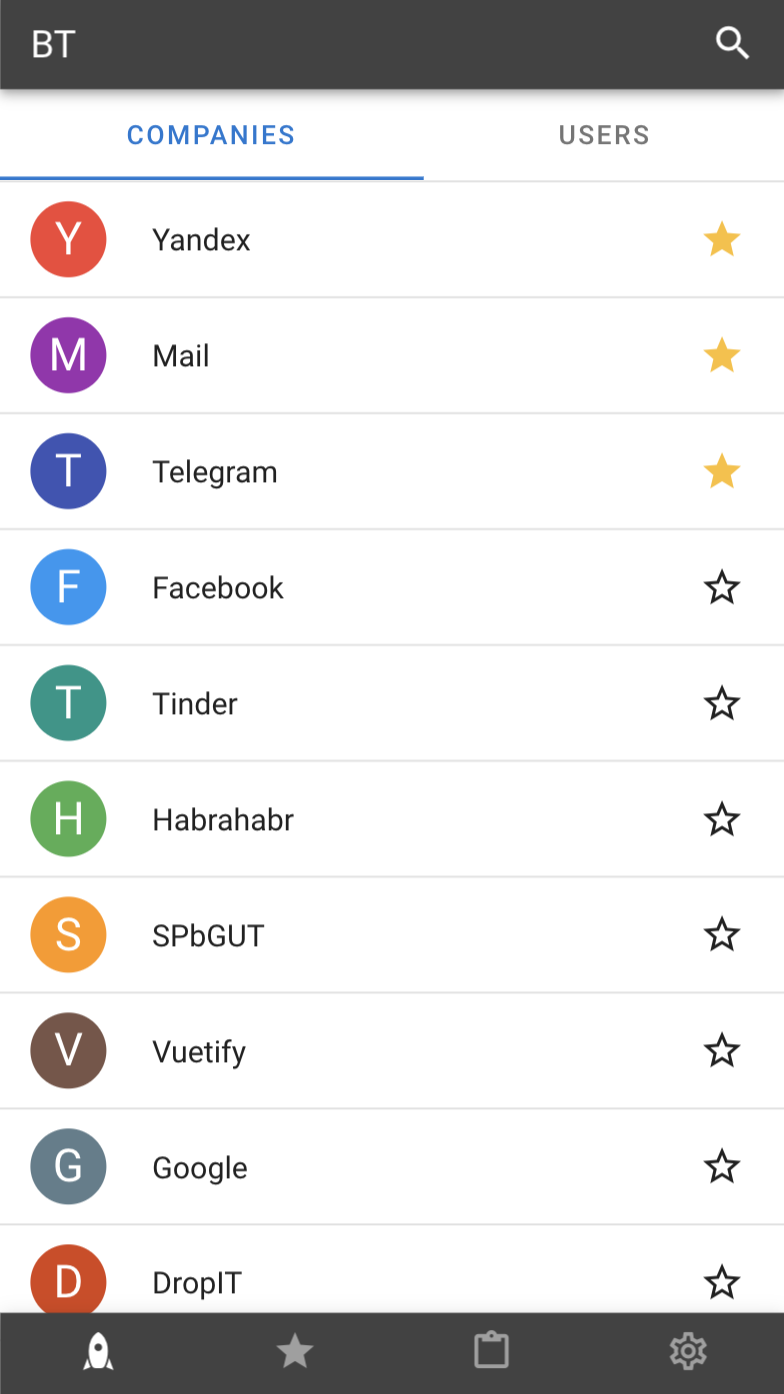 BT
COMPANIES USERS
Y Yandex
M Mail
T Telegram
F Facebook
T Tinder
H Habrahabr
S SPbGUT
V Vuetify
G Google
D DropIT